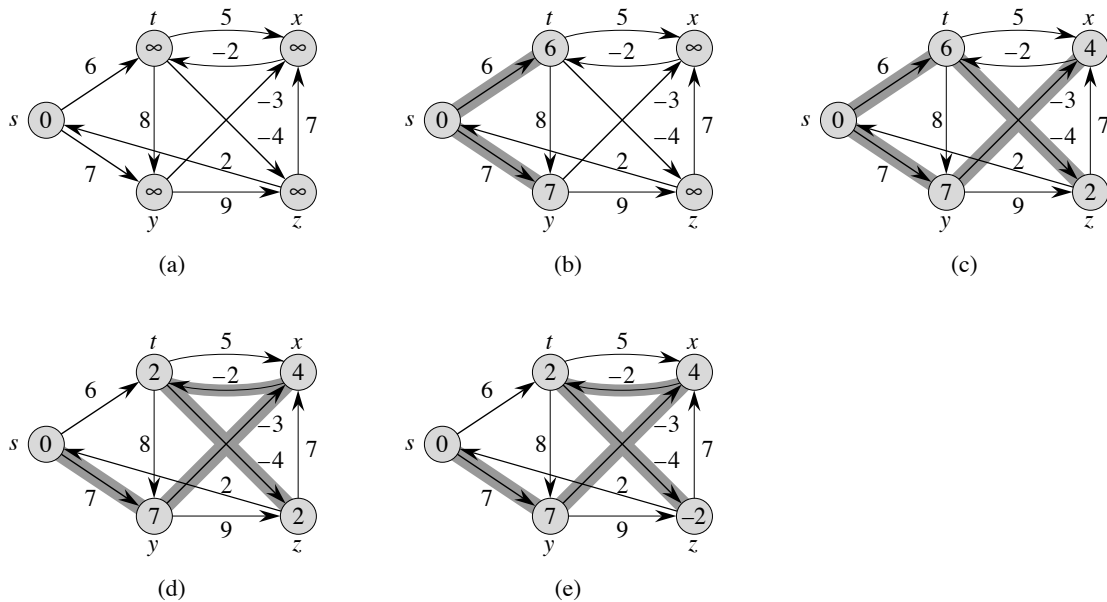 t 5 x
∞ ∞
6 –2
s 0 8 –3 7
–4
7 2
∞ 9 ∞
y z
(a)
t 5 x
6 ∞
6 –2
s 0 8 –3 7
–4
7 2
7 9 ∞
y z
(b)
t 5 x
6 4
6 –2
s 0 8 –3 7
–4
7 2
7 9 2
y z
(c)
t 5 x
2 4
6 –2
s 0 8 –3 7
–4
7 2
7 9 2
y z
(d)
t 5 x
2 4
6 –2
s 0 8 –3 7
–4
7 2
7 9 –2
y z
(e)